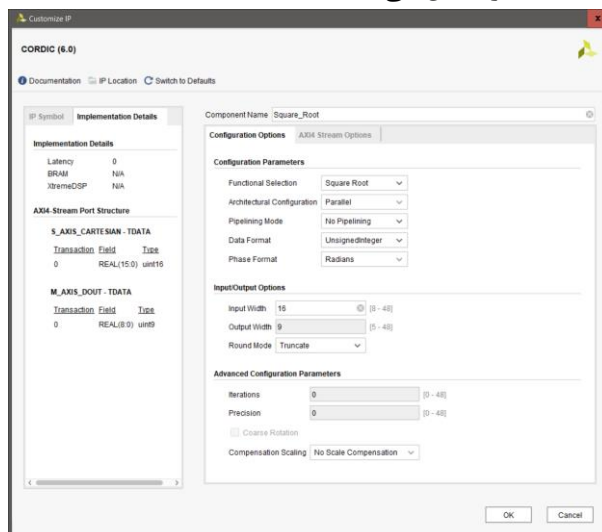 Customize IP
CORDIC (6.0)
Documentation IP Location Switch to Defaults
IP Symbol Implementation Details
Implementation Details
Latency 0
BRAM N/A
XtremeDSP N/A
AXI4-Stream Port Structure
S_AXIS_CARTESIAN - TDATA
Transaction Field Type
0 REAL(15:0) uint16
M_AXIS_DOUT - TDATA
Transaction Field Type
0 REAL(8:0) uint9
Component Name Square_Root
Configuration Options AXI4 Stream Options
Configuration Parameters
Functional Selection Square Root
Architectural Configuration Parallel
Pipelining Mode No Pipelining
Data Format UnsignedInteger
Phase Format Radians
Input/Output Options
Input Width 16 [8 - 48]
Output Width 9 [5 - 48]
Round Mode Truncate
Advanced Configuration Parameters
Iterations 0 [0 - 48]
Precision 0 [0 - 48]
Coarse Rotation
Compensation Scaling No Scale Compensation
OK Cancel